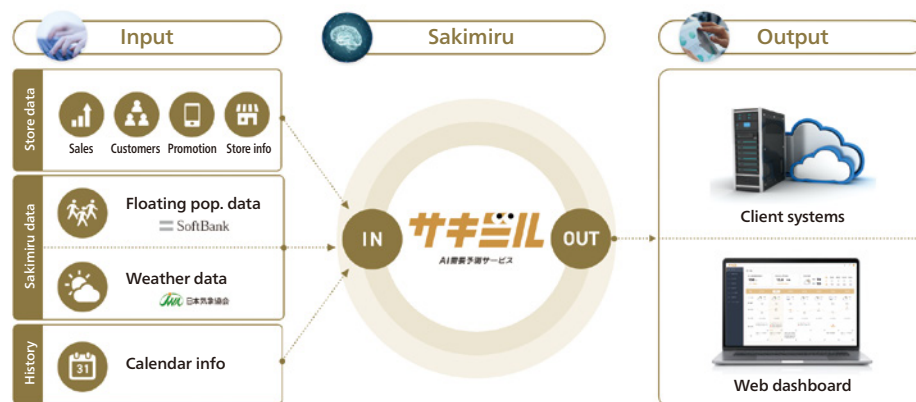 Input
Sakimiru
Output
Store data
Sales
Customers
Promotion
Store info
Sakimiru data
Floating pop. data
SoftBank
Weather data
日本気象協会
History
31
Calendar info
IN
サキミル
AI需要予測サービス
OUT
Client systems
Web dashboard